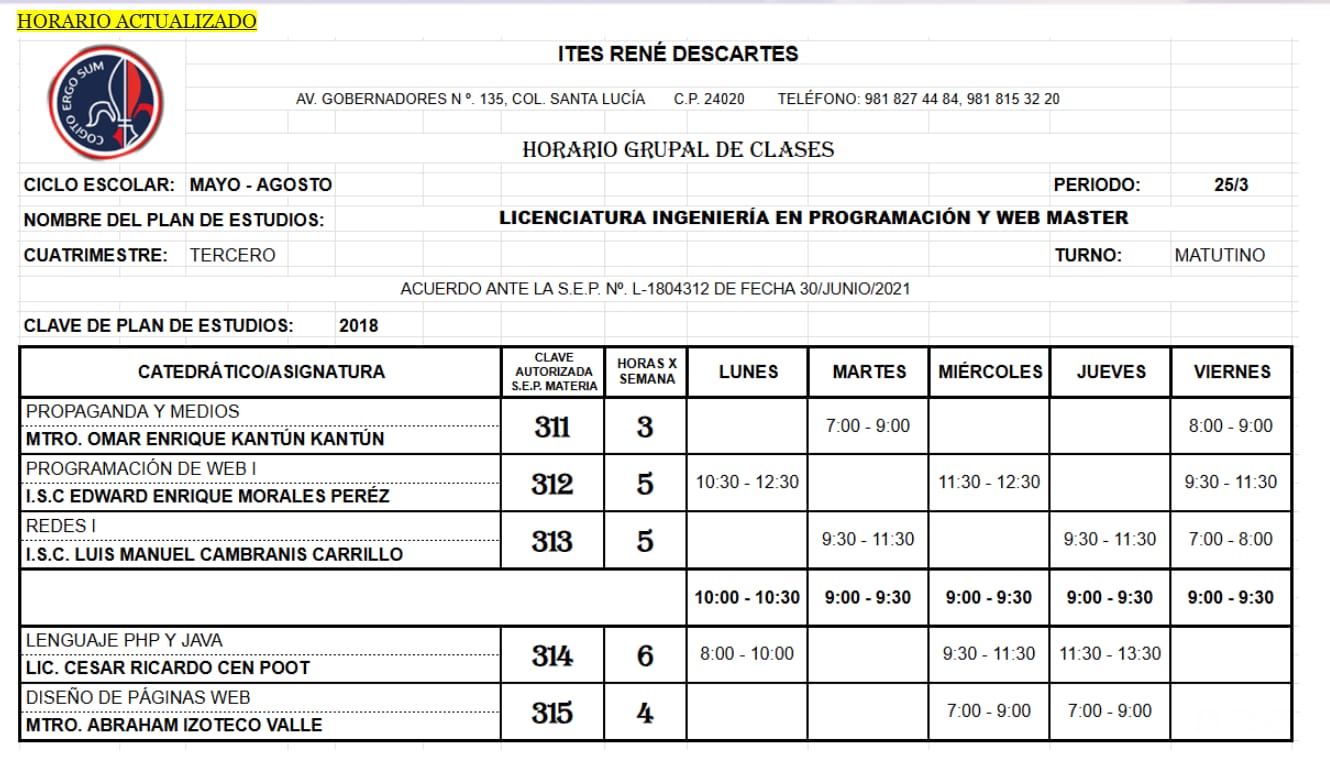 HORARIO ACTUALIZADO
COGITO ERGO SUM
ITES RENÉ DESCARTES
AV. GOBERNADORES N º. 135, COL. SANTA LUCÍA C.P. 24020 TELÉFONO: 981 827 44 84, 981 815 32 20
HORARIO GRUPAL DE CLASES
CICLO ESCOLAR: MAYO - AGOSTO PERIODO: 25/3
NOMBRE DEL PLAN DE ESTUDIOS: LICENCIATURA INGENIERÍA EN PROGRAMACIÓN Y WEB MASTER
CUATRIMESTRE: TERCERO TURNO: MATUTINO
ACUERDO ANTE LA S.E.P. Nº. L-1804312 DE FECHA 30/JUNIO/2021
CLAVE DE PLAN DE ESTUDIOS: 2018
CATEDRÁTICO/ASIGNATURA CLAVE AUTORIZADA S.E.P. MATERIA HORAS X SEMANA LUNES MARTES MIÉRCOLES JUEVES VIERNES
PROPAGANDA Y MEDIOS
MTRO. OMAR ENRIQUE KANTÚN KANTÚN
311 3 7:00 - 9:00 8:00 - 9:00
PROGRAMACIÓN DE WEB I
I.S.C EDWARD ENRIQUE MORALES PERÉZ
312 5 10:30 - 12:30 11:30 - 12:30 9:30 - 11:30
REDES I
I.S.C. LUIS MANUEL CAMBRANIS CARRILLO
313 5 9:30 - 11:30 9:30 - 11:30 7:00 - 8:00
10:00 - 10:30 9:00 - 9:30 9:00 - 9:30 9:00 - 9:30 9:00 - 9:30
LENGUAJE PHP Y JAVA
LIC. CESAR RICARDO CEN POOT
314 6 8:00 - 10:00 9:30 - 11:30 11:30 - 13:30
DISEÑO DE PÁGINAS WEB
MTRO. ABRAHAM IZOTECO VALLE
315 4 7:00 - 9:00 7:00 - 9:00